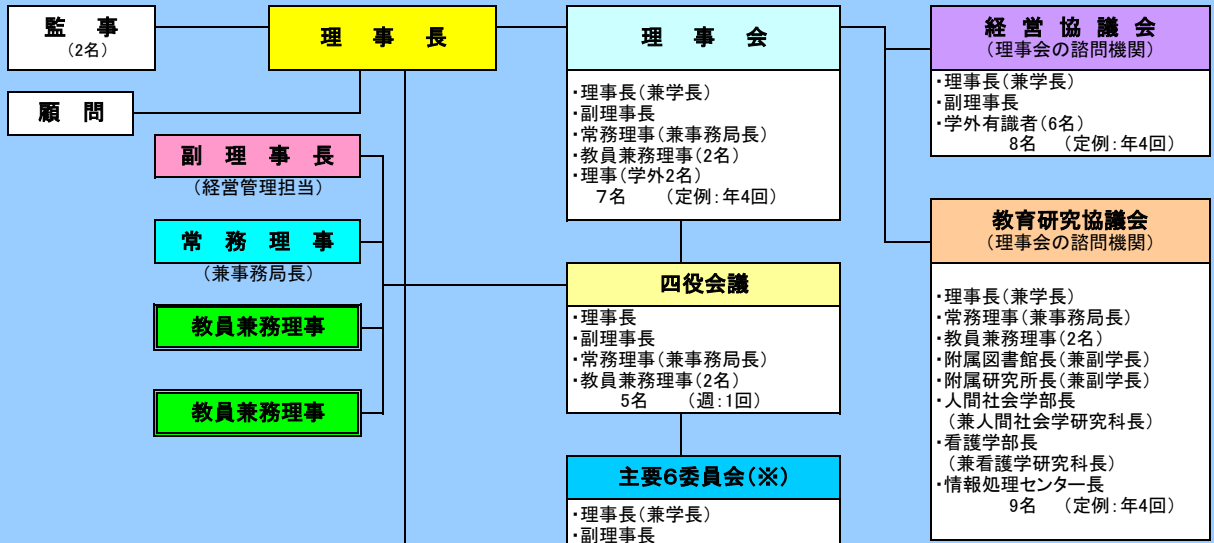 監 事
(2名)
顧 問
理 事 長
副 理 事 長
(経営管理担当)
常 務 理 事
(兼事務局長)
教員兼務理事
教員兼務理事
理 事 会
・理事長(兼学長)
・副理事長
・常務理事(兼事務局長)
・教員兼務理事(2名)
・理事(学外2名)
7名 (定例:年4回)
四役会議
・理事長
・副理事長
・常務理事(兼事務局長)
・教員兼務理事(2名)
5名 (週:1回)
主要6委員会(※)
・理事長(兼学長)
・副理事長
経 営 協 議 会
(理事会の諮問機関)
・理事長(兼学長)
・副理事長
・学外有識者(6名)
8名 (定例:年4回)
教育研究協議会
(理事会の諮問機関)
・理事長(兼学長)
・常務理事(兼事務局長)
・教員兼務理事(2名)
・附属図書館長(兼副学長)
・附属研究所長(兼副学長)
・人間社会学部長
(兼人間社会学研究科長)
・看護学部長
(兼看護学研究科長)
・情報処理センター長
9名 (定例:年4回)